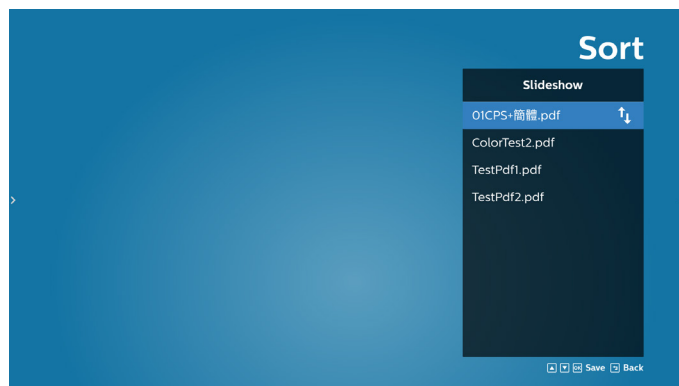 Sort
Slideshow
01CPS+簡體.pdf
ColorTest2.pdf
TestPdf1.pdf
TestPdf2.pdf
OK Save Back